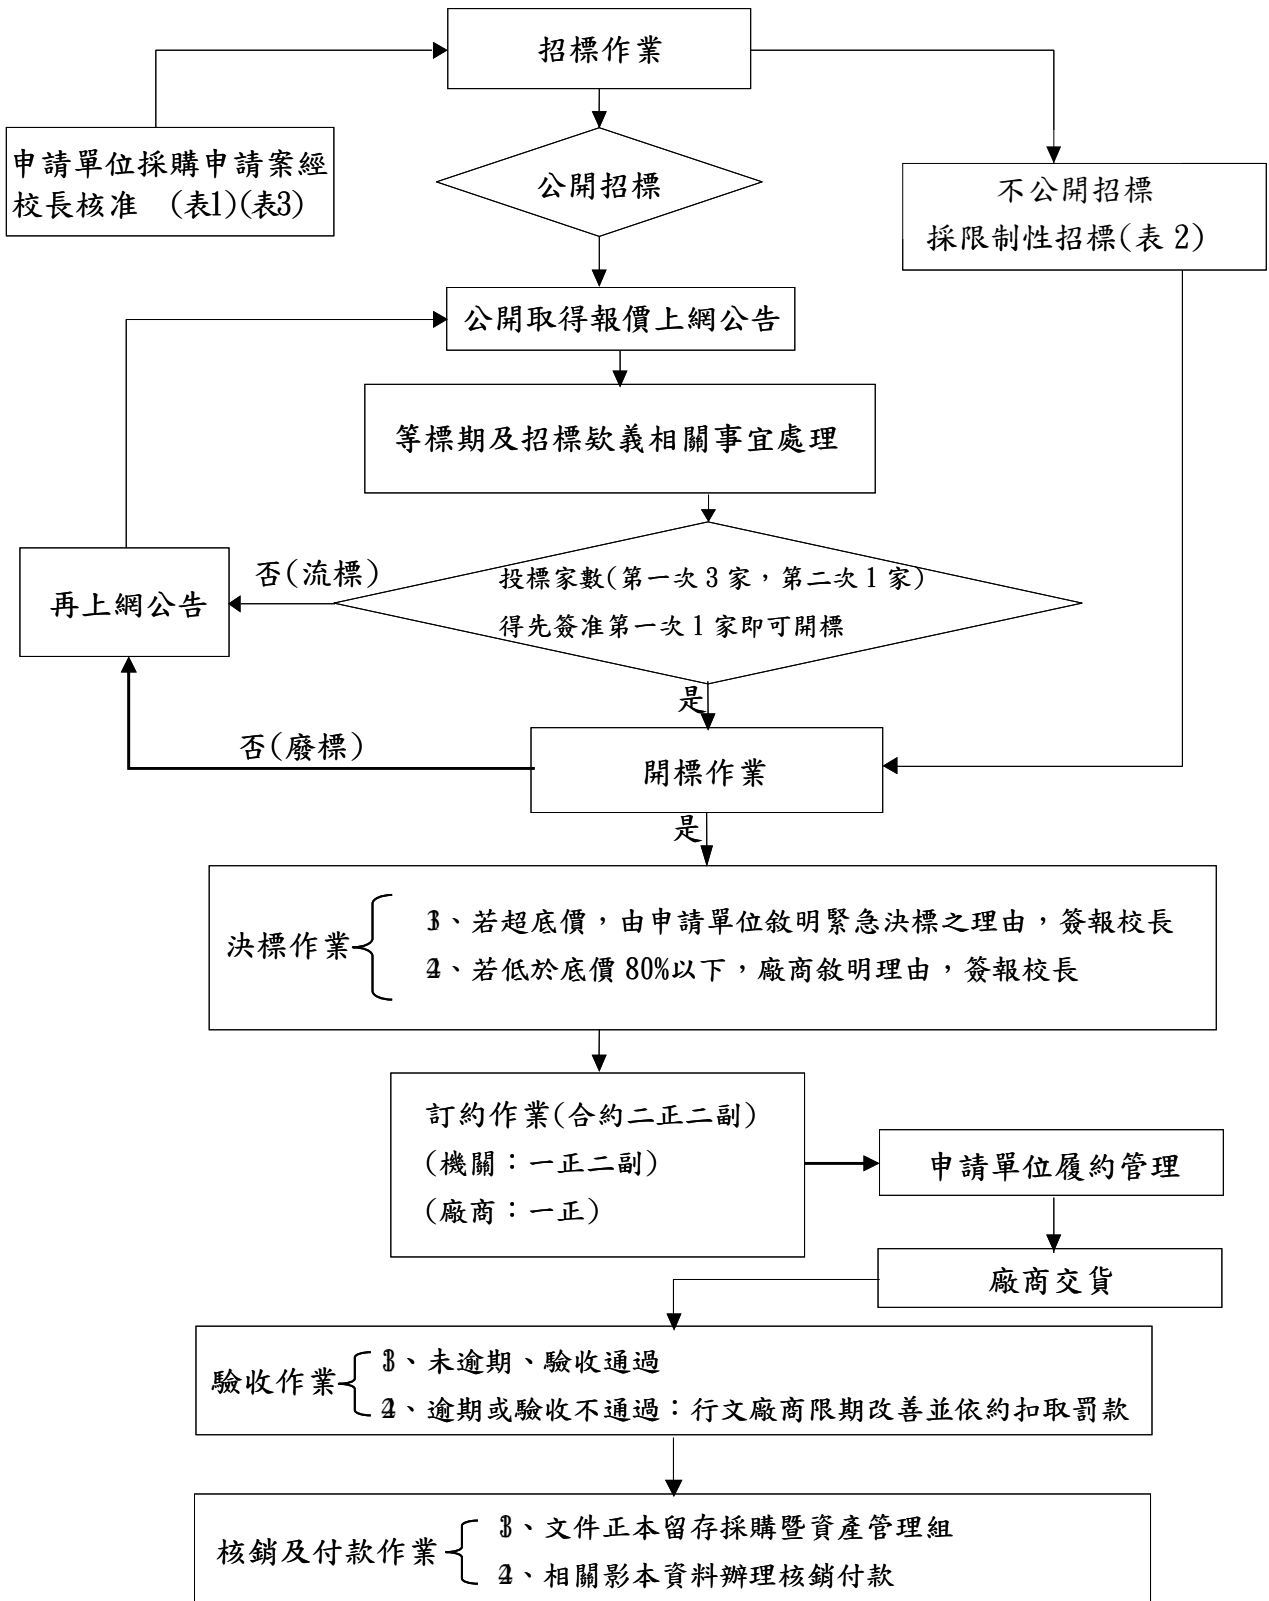 招標作業
申請單位採購申請案經
校長核准 (表1)(表3)
公開招標
不公開招標
採限制性招標(表 2)
公開取得報價上網公告
等標期及招標欵義相關事宜處理
否(流標)
投標家數(第一次 3 家，第二次 1 家)
得先簽准第一次 1 家即可開標
再上網公告
是
否(廢標)
開標作業
是
決標作業
、若超底價，由申請單位敘明緊急決標之理由，簽報校長
、若低於底價 80%以下，廠商敘明理由，簽報校長
訂約作業(合約二正二副)
(機關：一正二副)
(廠商：一正)
申請單位履約管理
廠商交貨
驗收作業
、未逾期、驗收通過
、逾期或驗收不通過：行文廠商限期改善並依約扣取罰款
核銷及付款作業
、文件正本留存採購暨資產管理組
、相關影本資料辦理核銷付款